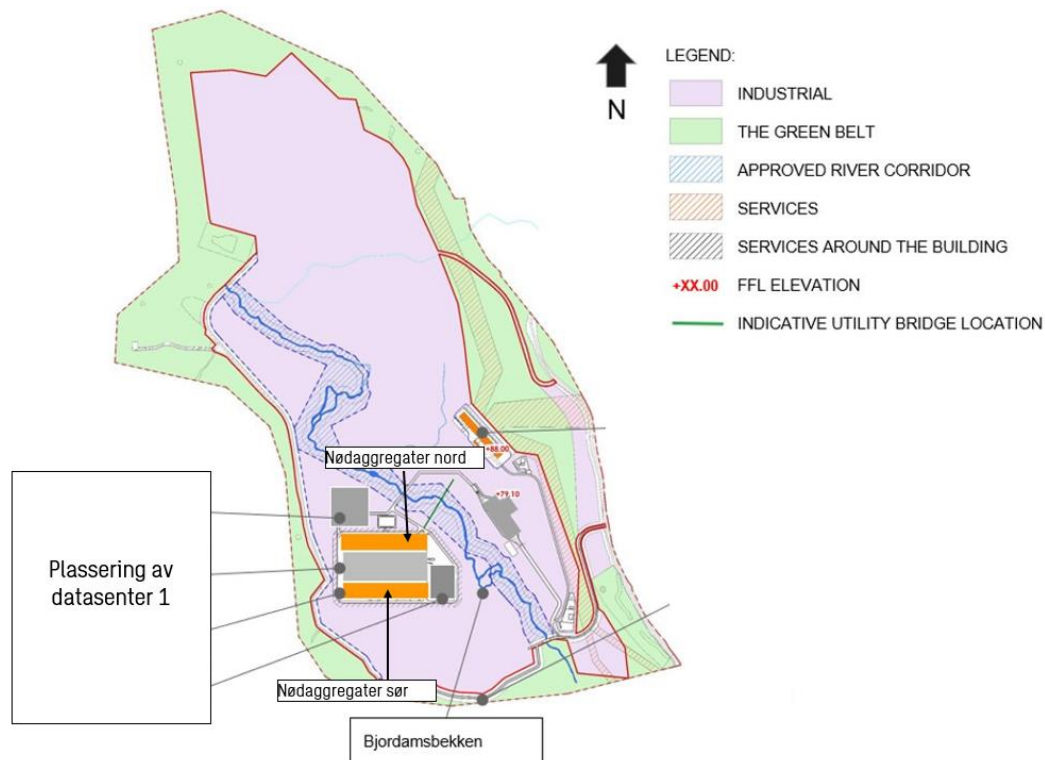 LEGEND:
N
INDUSTRIAL
THE GREEN BELT
APPROVED RIVER CORRIDOR
SERVICES
SERVICES AROUND THE BUILDING
+XX.00 FFL ELEVATION
INDICATIVE UTILITY BRIDGE LOCATION
+88.00
Nødaggregater nord
+79.10
Plassering av
datasenter 1
Nødaggregater sør
Bjordamsbekken